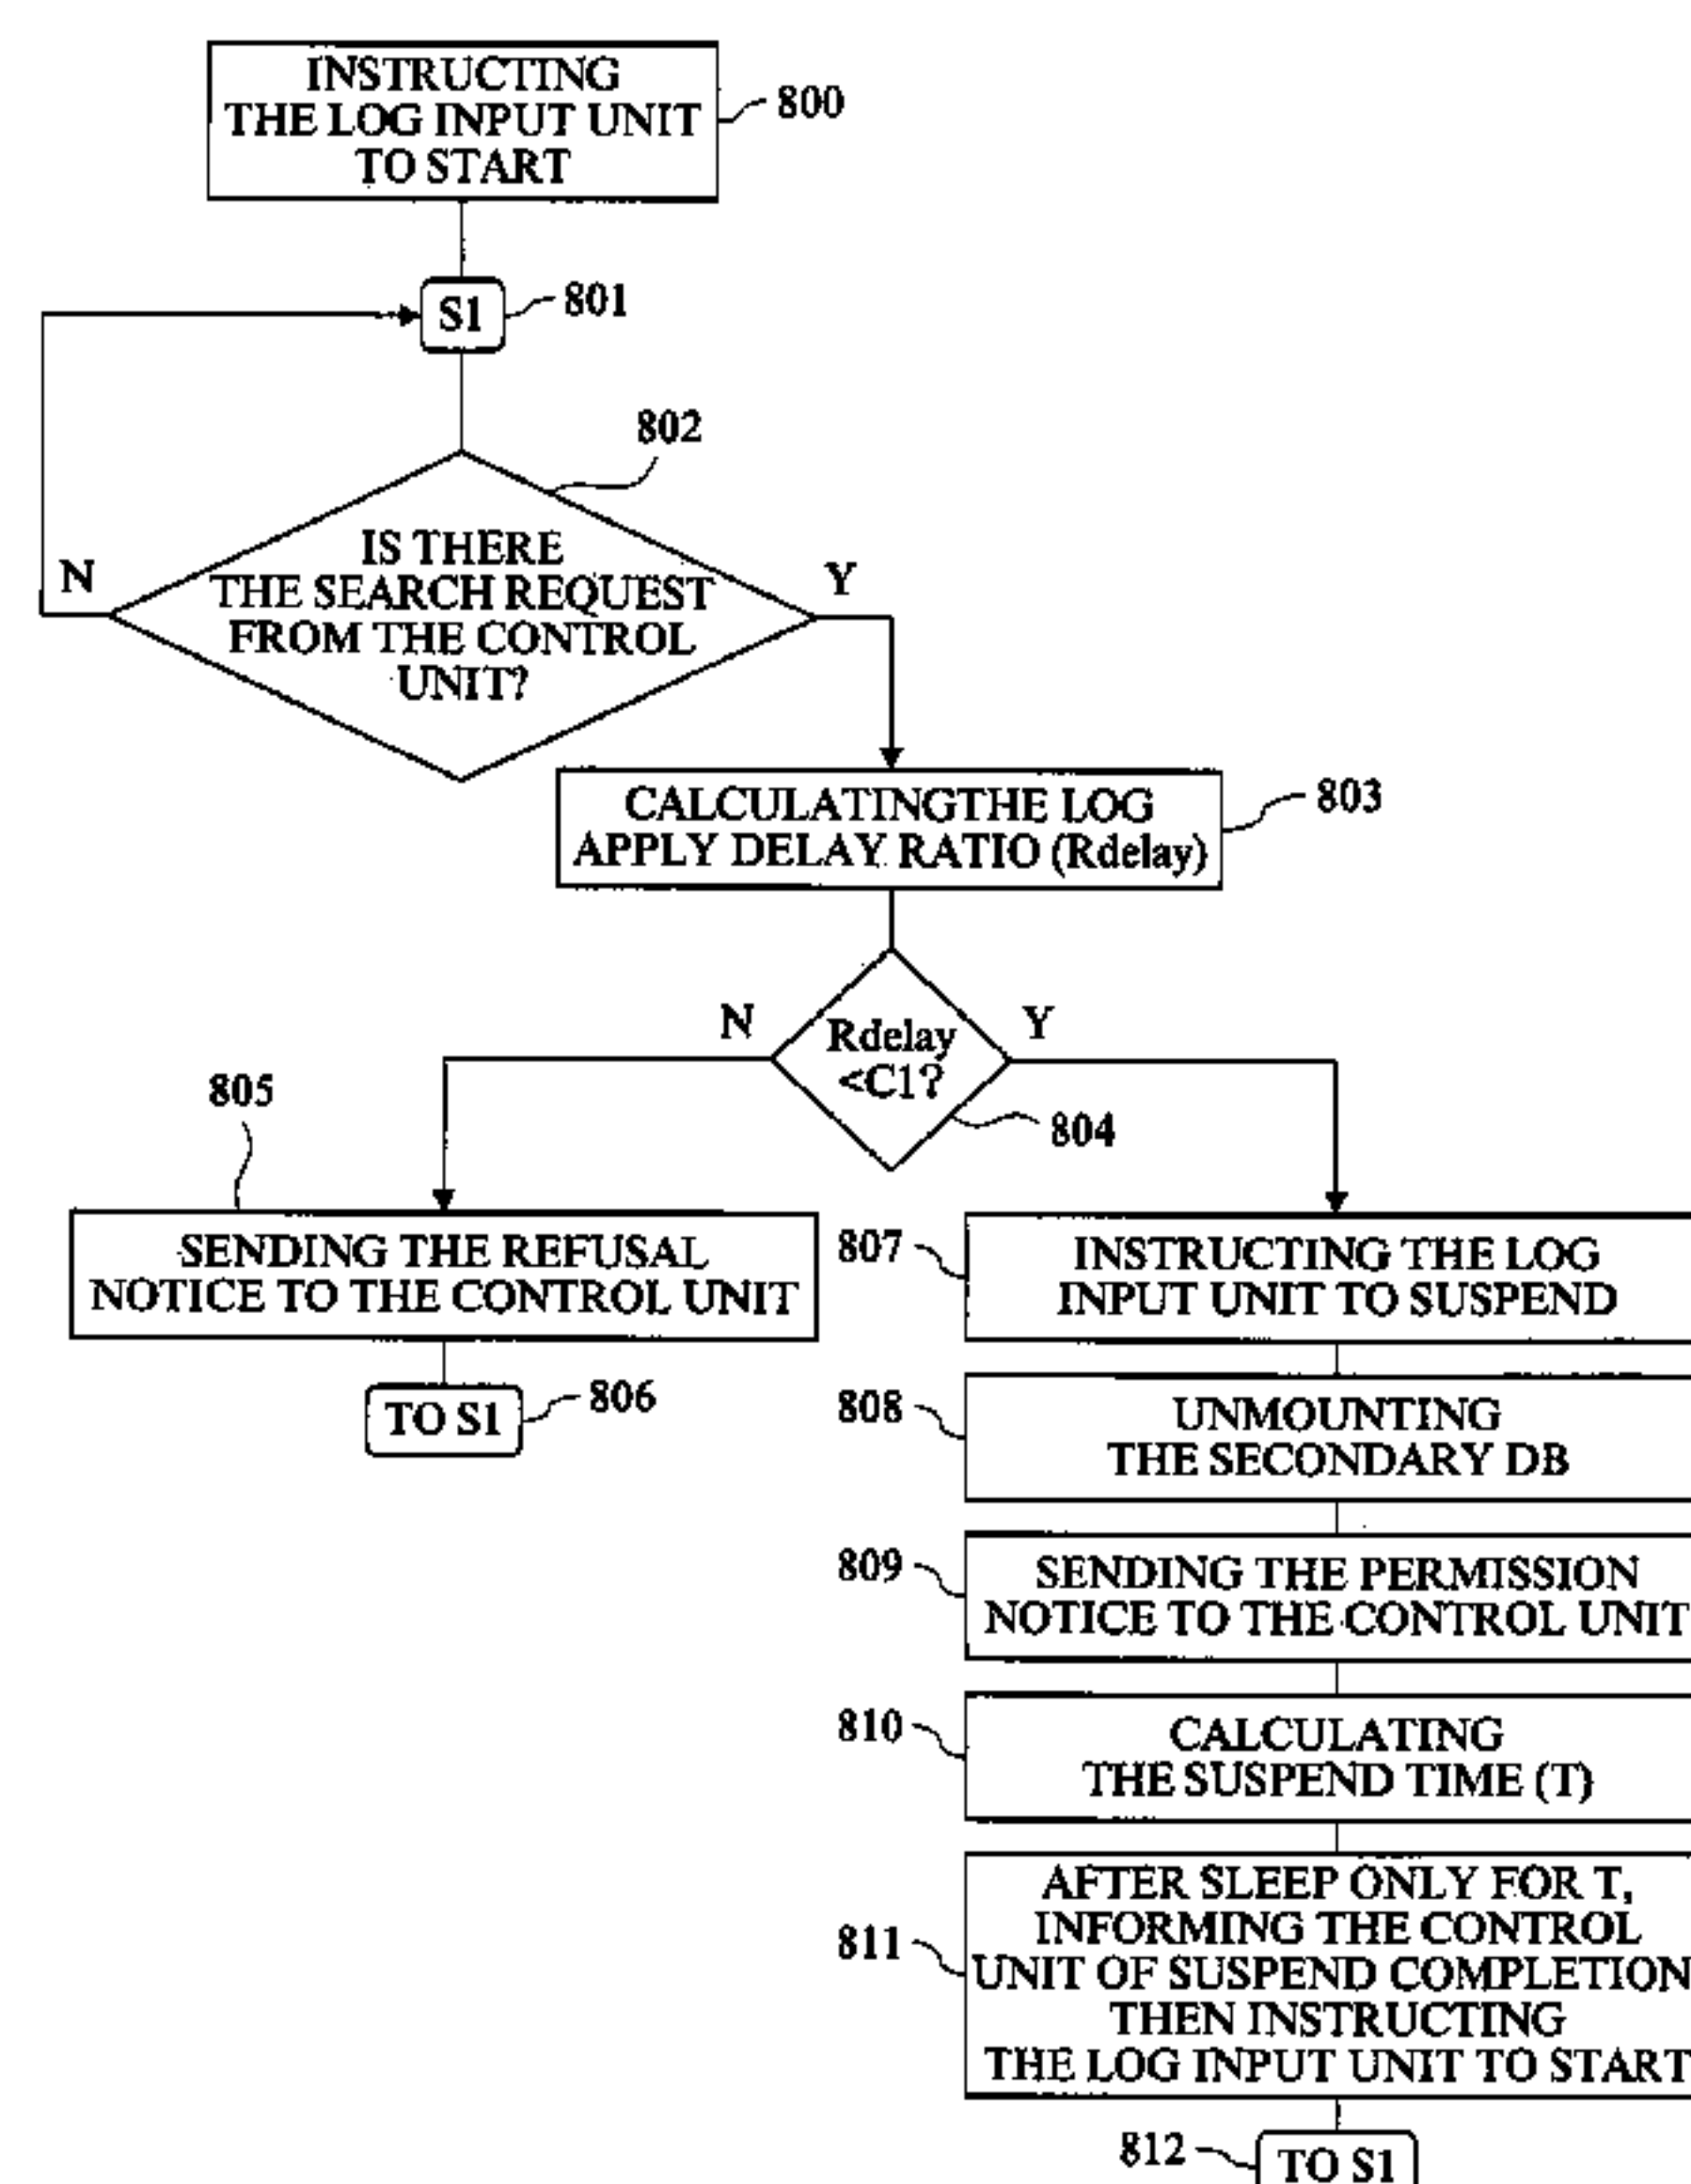 INSTRUCTING
THE LOG INPUT UNIT
TO START
800
S1
801
802
IS THERE
THE SEARCH REQUEST
FROM THE CONTROL
UNIT?
N
Y
CALCULATINGTHE LOG
APPLY DELAY RATIO (Rdelay)
803
N
Y
Rdelay
<C1?
804
805
SENDING THE REFUSAL
NOTICE TO THE CONTROL UNIT
TO S1
806
807
INSTRUCTING THE LOG
INPUT UNIT TO SUSPEND
808
UNMOUNTING
THE SECONDARY DB
809
SENDING THE PERMISSION
NOTICE TO THE CONTROL UNIT
810
CALCULATING
THE SUSPEND TIME (T)
811
AFTER SLEEP ONLY FOR T,
INFORMING THE CONTROL
UNIT OF SUSPEND COMPLETION
THEN INSTRUCTING
THE LOG INPUT UNIT TO START
812
TO S1